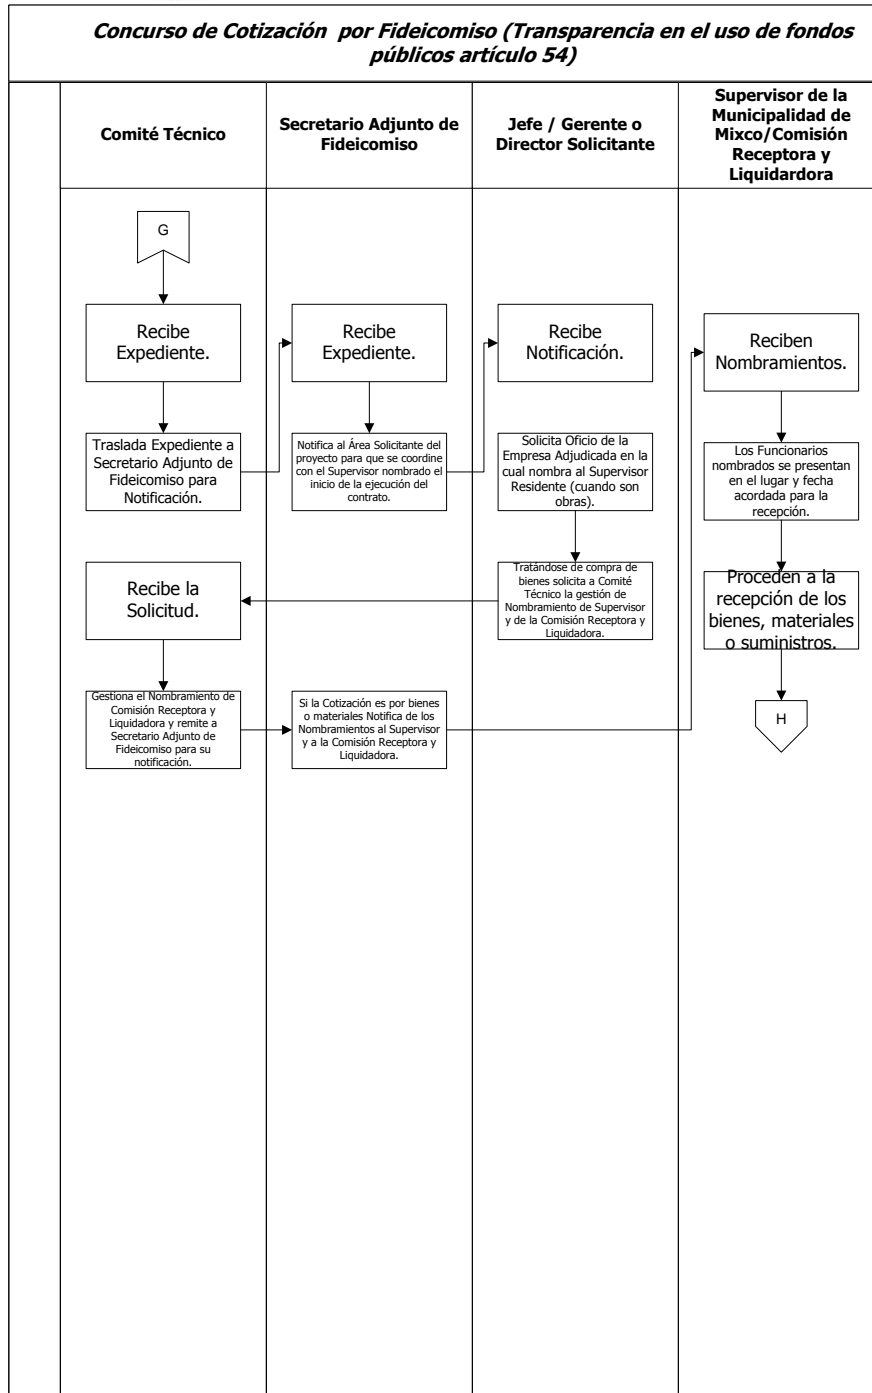 Concurso de Cotización por Fideicomiso (Transparencia en el uso de fondos
públicos artículo 54)
Comité Técnico
Secretario Adjunto de
Fideicomiso
Jefe / Gerente o
Director Solicitante
Supervisor de la
Municipalidad de
Mixco/Comisión
Receptora y
Liquidardora
G
Recibe
Expediente.
Traslada Expediente a
Secretario Adjunto de
Fideicomiso para
Notificación.
Recibe
Expediente.
Notifica al Área Solicitante del
proyecto para que se coordine
con el Supervisor nombrado el
inicio de la ejecución del
contrato.
Recibe
Notificación.
Solicita Oficio de la
Empresa Adjudicada en la
cual nombra al Supervisor
Residente (cuando son
obras).
Tratándose de compra de
bienes solicita a Comité
Técnico la gestión de
Nombramiento de Supervisor
y de la Comisión Receptora y
Liquidadora.
Recibe la
Solicitud.
Gestiona el Nombramiento de
Comisión Receptora y
Liquidadora y remite a
Secretario Adjunto de
Fideicomiso para su
notificación.
Si la Cotización es por bienes
o materiales Notifica de los
Nombramientos al Supervisor
y a la Comisión Receptora y
Liquidadora.
Reciben
Nombramientos.
Los Funcionarios
nombrados se presentan
en el lugar y fecha
acordada para la
recepción.
Proceden a la
recepción de los
bienes, materiales
o suministros.
H